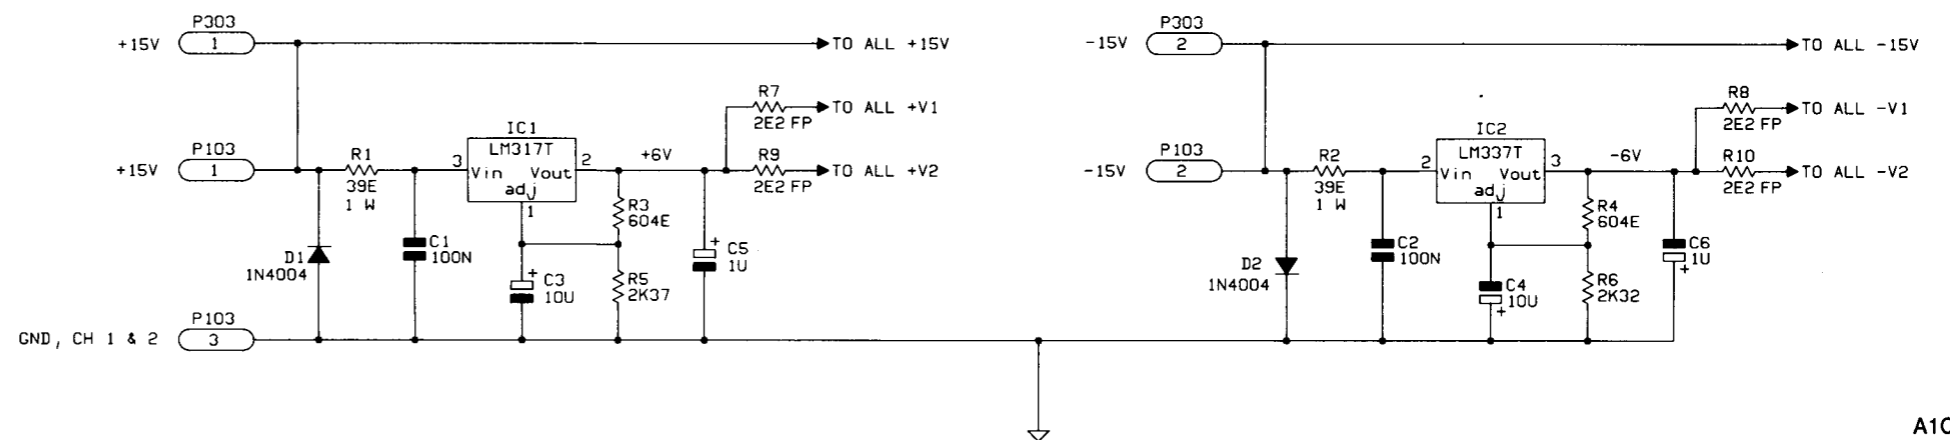 P303
+15V 1 TO ALL +15V
R7
TO ALL +V1
2E2 FP
IC1
LM317T
P103
+15V 1 R1 3 Vin Vout 2 +6V R9 TO ALL +V2
39E
1 W
2E2 FP
adj
1
R3
604E
D1
1N4004
C1
100N
+
C3
10U
R5
2K37
+
C5
1U
P103
GND, CH 1 & 2 3
P303
-15V 2 TO ALL -15V
R8
TO ALL -V1
2E2 FP
IC2
LM337T
P103
-15V 2 R2 2 Vin Vout 3 -6V R10 TO ALL -V2
39E
1 W
2E2 FP
adj
1
R4
604E
D2
1N4004
C2
100N
C4
10U
+
R6
2K32
C6
1U
+